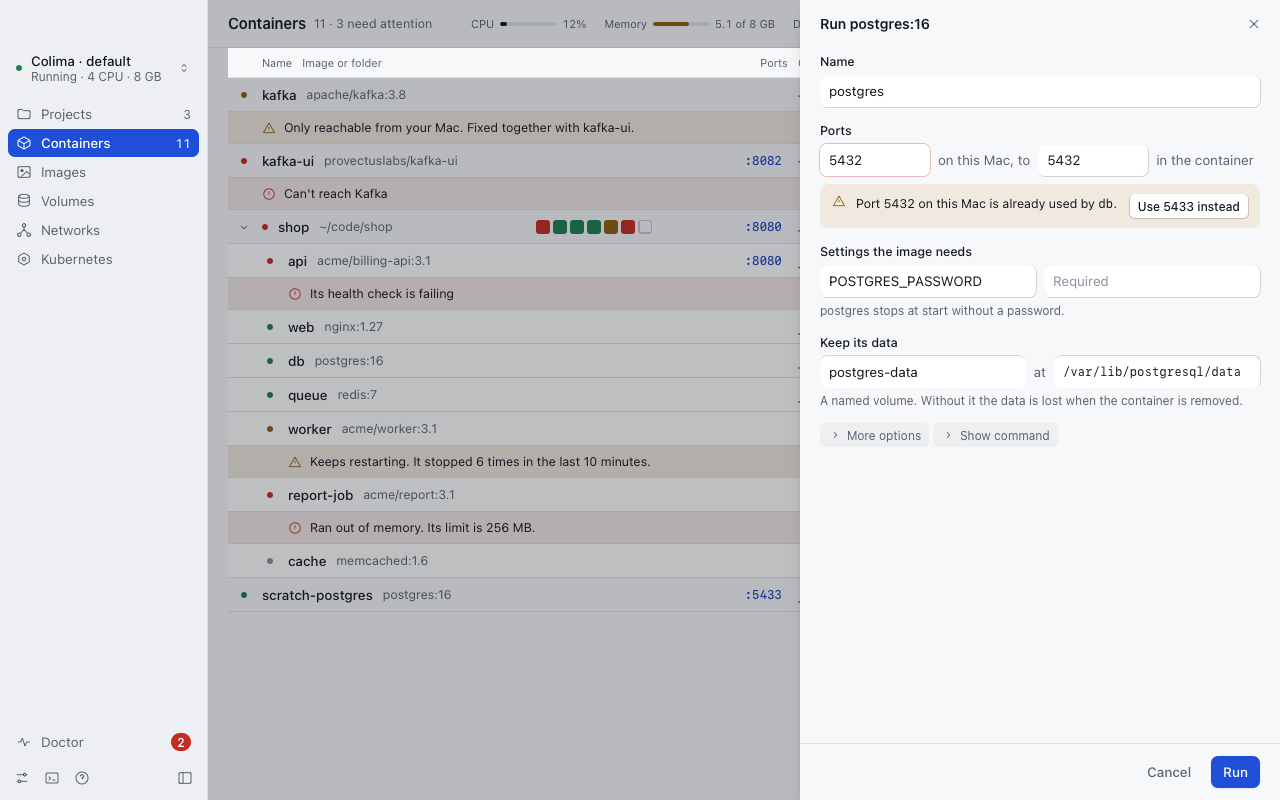 Colima · default
Running · 4 CPU · 8 GB
Projects 3
Containers 11
Images
Volumes
Networks
Kubernetes
Doctor 2
Containers 11 · 3 need attention CPU 12% Memory 5.1 of 8 GB
Name Image or folder Ports
kafka apache/kafka:3.8
Only reachable from your Mac. Fixed together with kafka-ui.
kafka-ui provectuslabs/kafka-ui :8082
Can't reach Kafka
shop ~/code/shop :8080
api acme/billing-api:3.1 :8080
Its health check is failing
web nginx:1.27
db postgres:16
queue redis:7
worker acme/worker:3.1
Keeps restarting. It stopped 6 times in the last 10 minutes.
report-job acme/report:3.1
Ran out of memory. Its limit is 256 MB.
cache memcached:1.6
scratch-postgres postgres:16 :5433
Run postgres:16
Name
postgres
Ports
5432 on this Mac, to 5432 in the container
Port 5432 on this Mac is already used by db. Use 5433 instead
Settings the image needs
POSTGRES_PASSWORD Required
postgres stops at start without a password.
Keep its data
postgres-data at /var/lib/postgresql/data
A named volume. Without it the data is lost when the container is removed.
More options Show command
Cancel Run